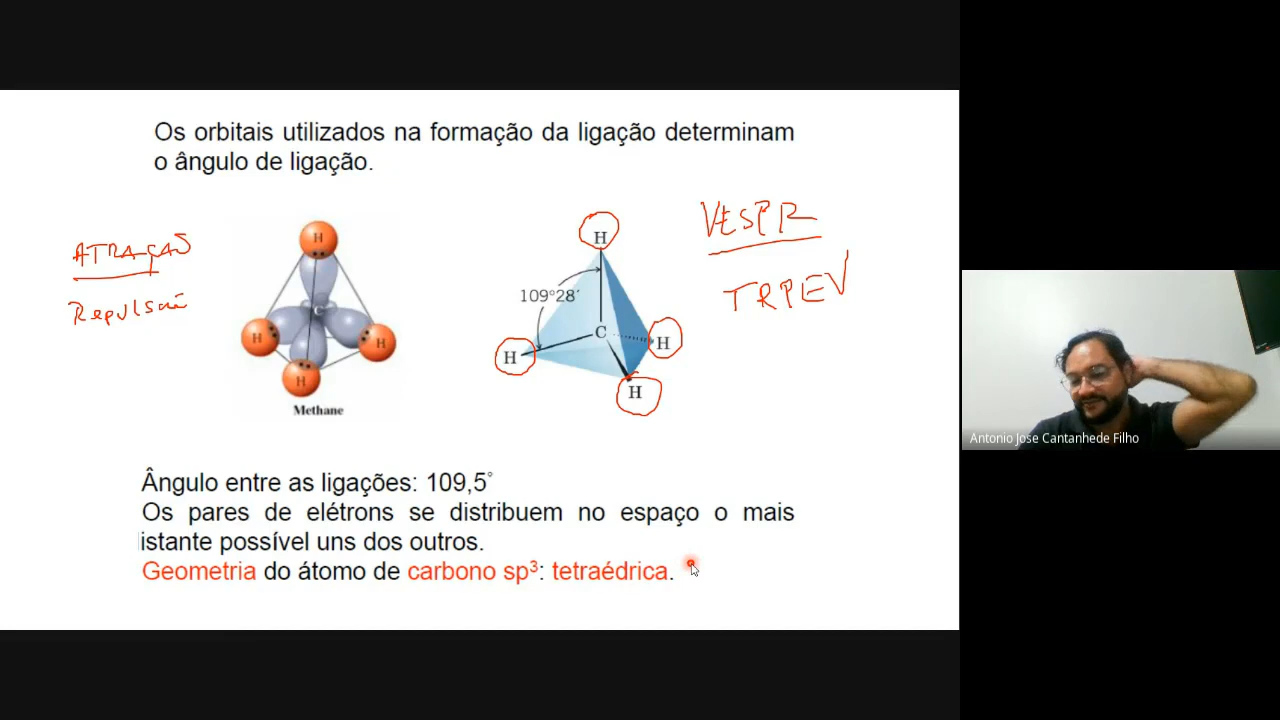 Os orbitais utilizados na formação da ligação determinam
o ângulo de ligação.
ATRAÇÃO
Repulsão
H
C
H
H
H
Methane
H
109°28´
C
H
H
H
VESPR
TRPEV
Antonio Jose Cantanhede Filho
Ângulo entre as ligações: 109,5°
Os pares de elétrons se distribuem no espaço o mais
istante possível uns dos outros.
Geometria do átomo de carbono sp³: tetraédrica.